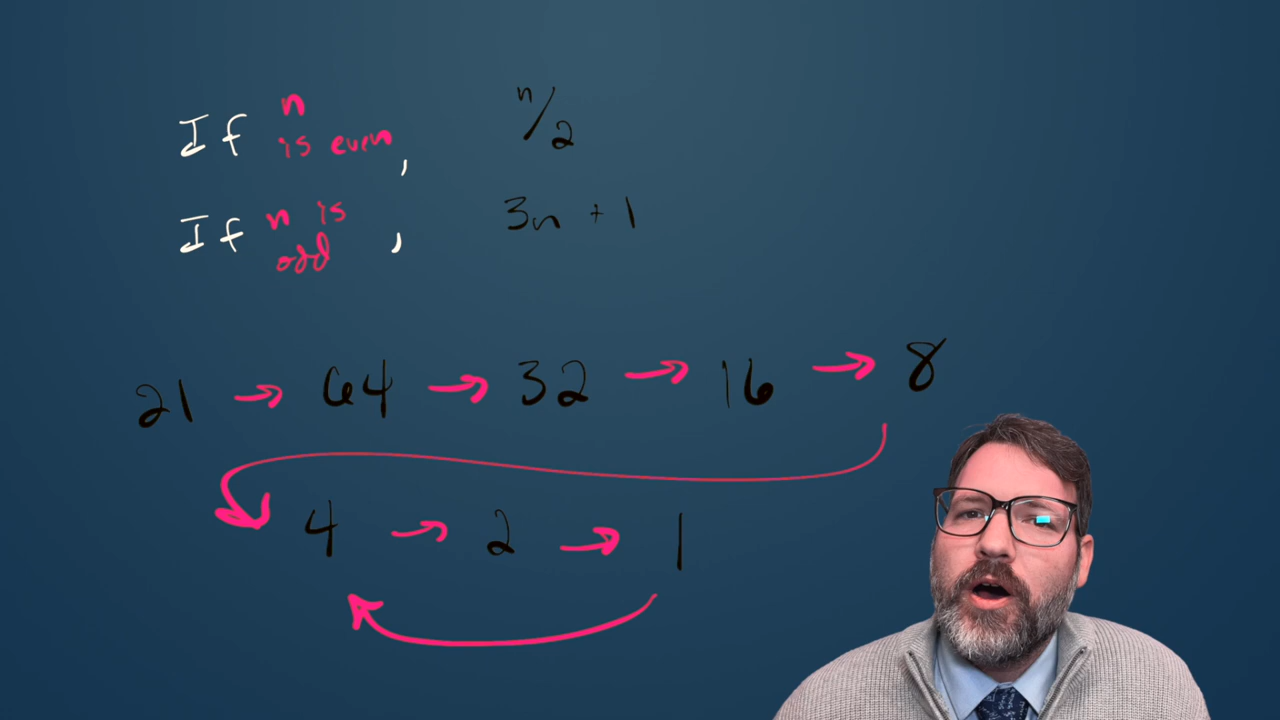 If n is even, n/2
If n is odd, 3n + 1
21 → 64 → 32 → 16 → 8
4 → 2 → 1